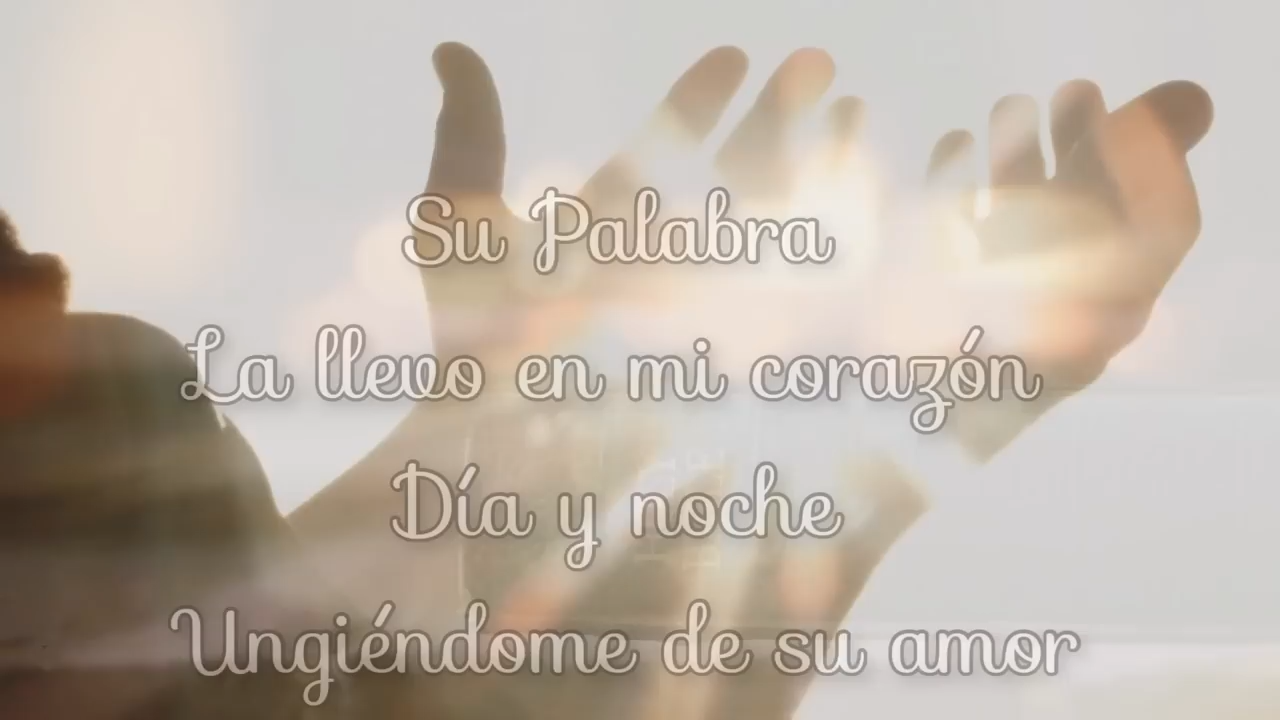 Su Palabra
La llevo en mi corazón
Día y noche
Ungiéndome de su amor